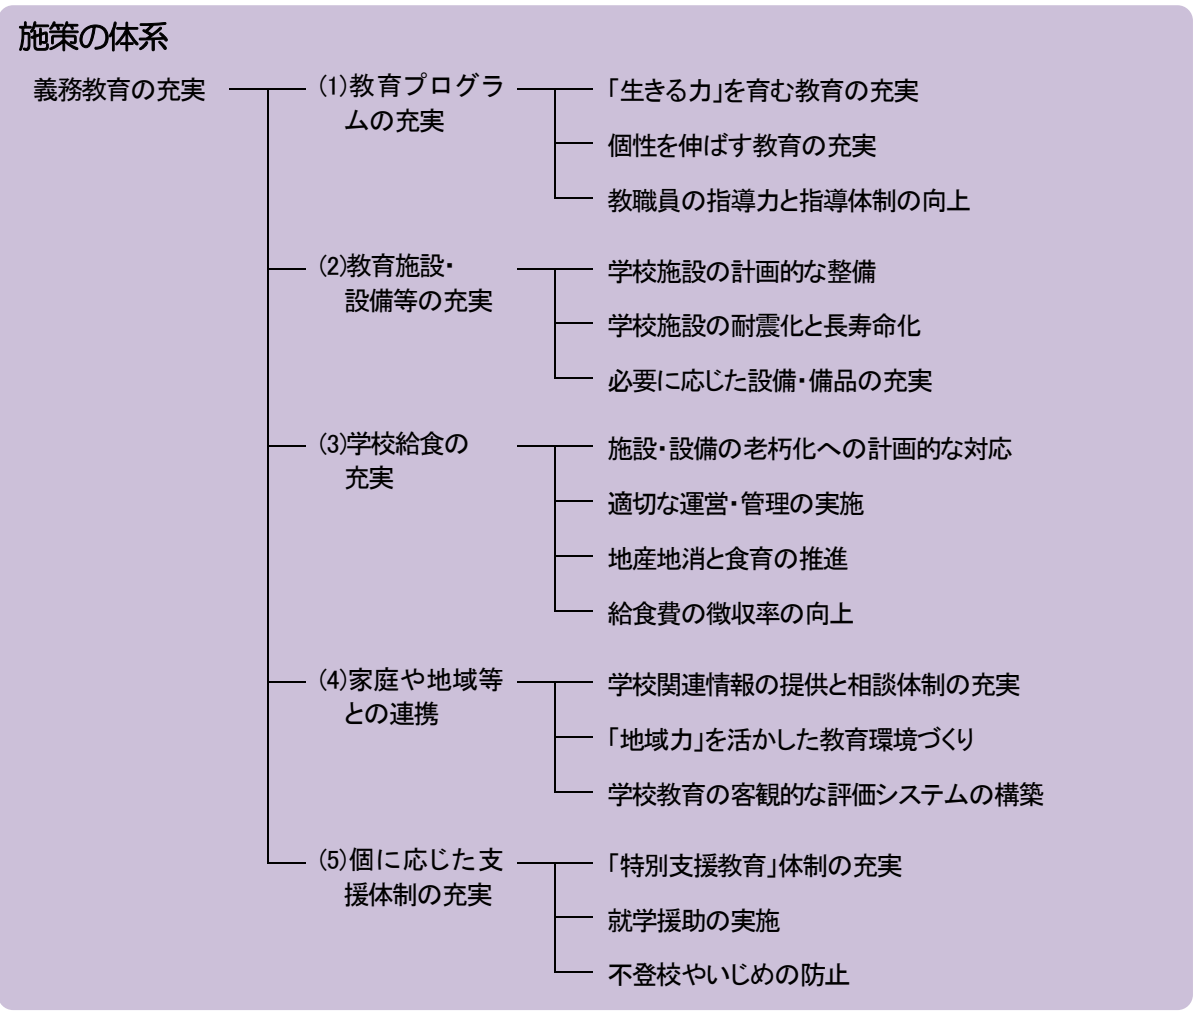 施策の体系
義務教育の充実
(1)教育プログラ
ムの充実
「生きる力」を育む教育の充実
個性を伸ばす教育の充実
教職員の指導力と指導体制の向上
(2)教育施設・
設備等の充実
学校施設の計画的な整備
学校施設の耐震化と長寿命化
必要に応じた設備・備品の充実
(3)学校給食の
充実
施設・設備の老朽化への計画的な対応
適切な運営・管理の実施
地産地消と食育の推進
給食費の徴収率の向上
(4)家庭や地域等
との連携
学校関連情報の提供と相談体制の充実
「地域力」を活かした教育環境づくり
学校教育の客観的な評価システムの構築
(5)個に応じた支
援体制の充実
「特別支援教育」体制の充実
就学援助の実施
不登校やいじめの防止